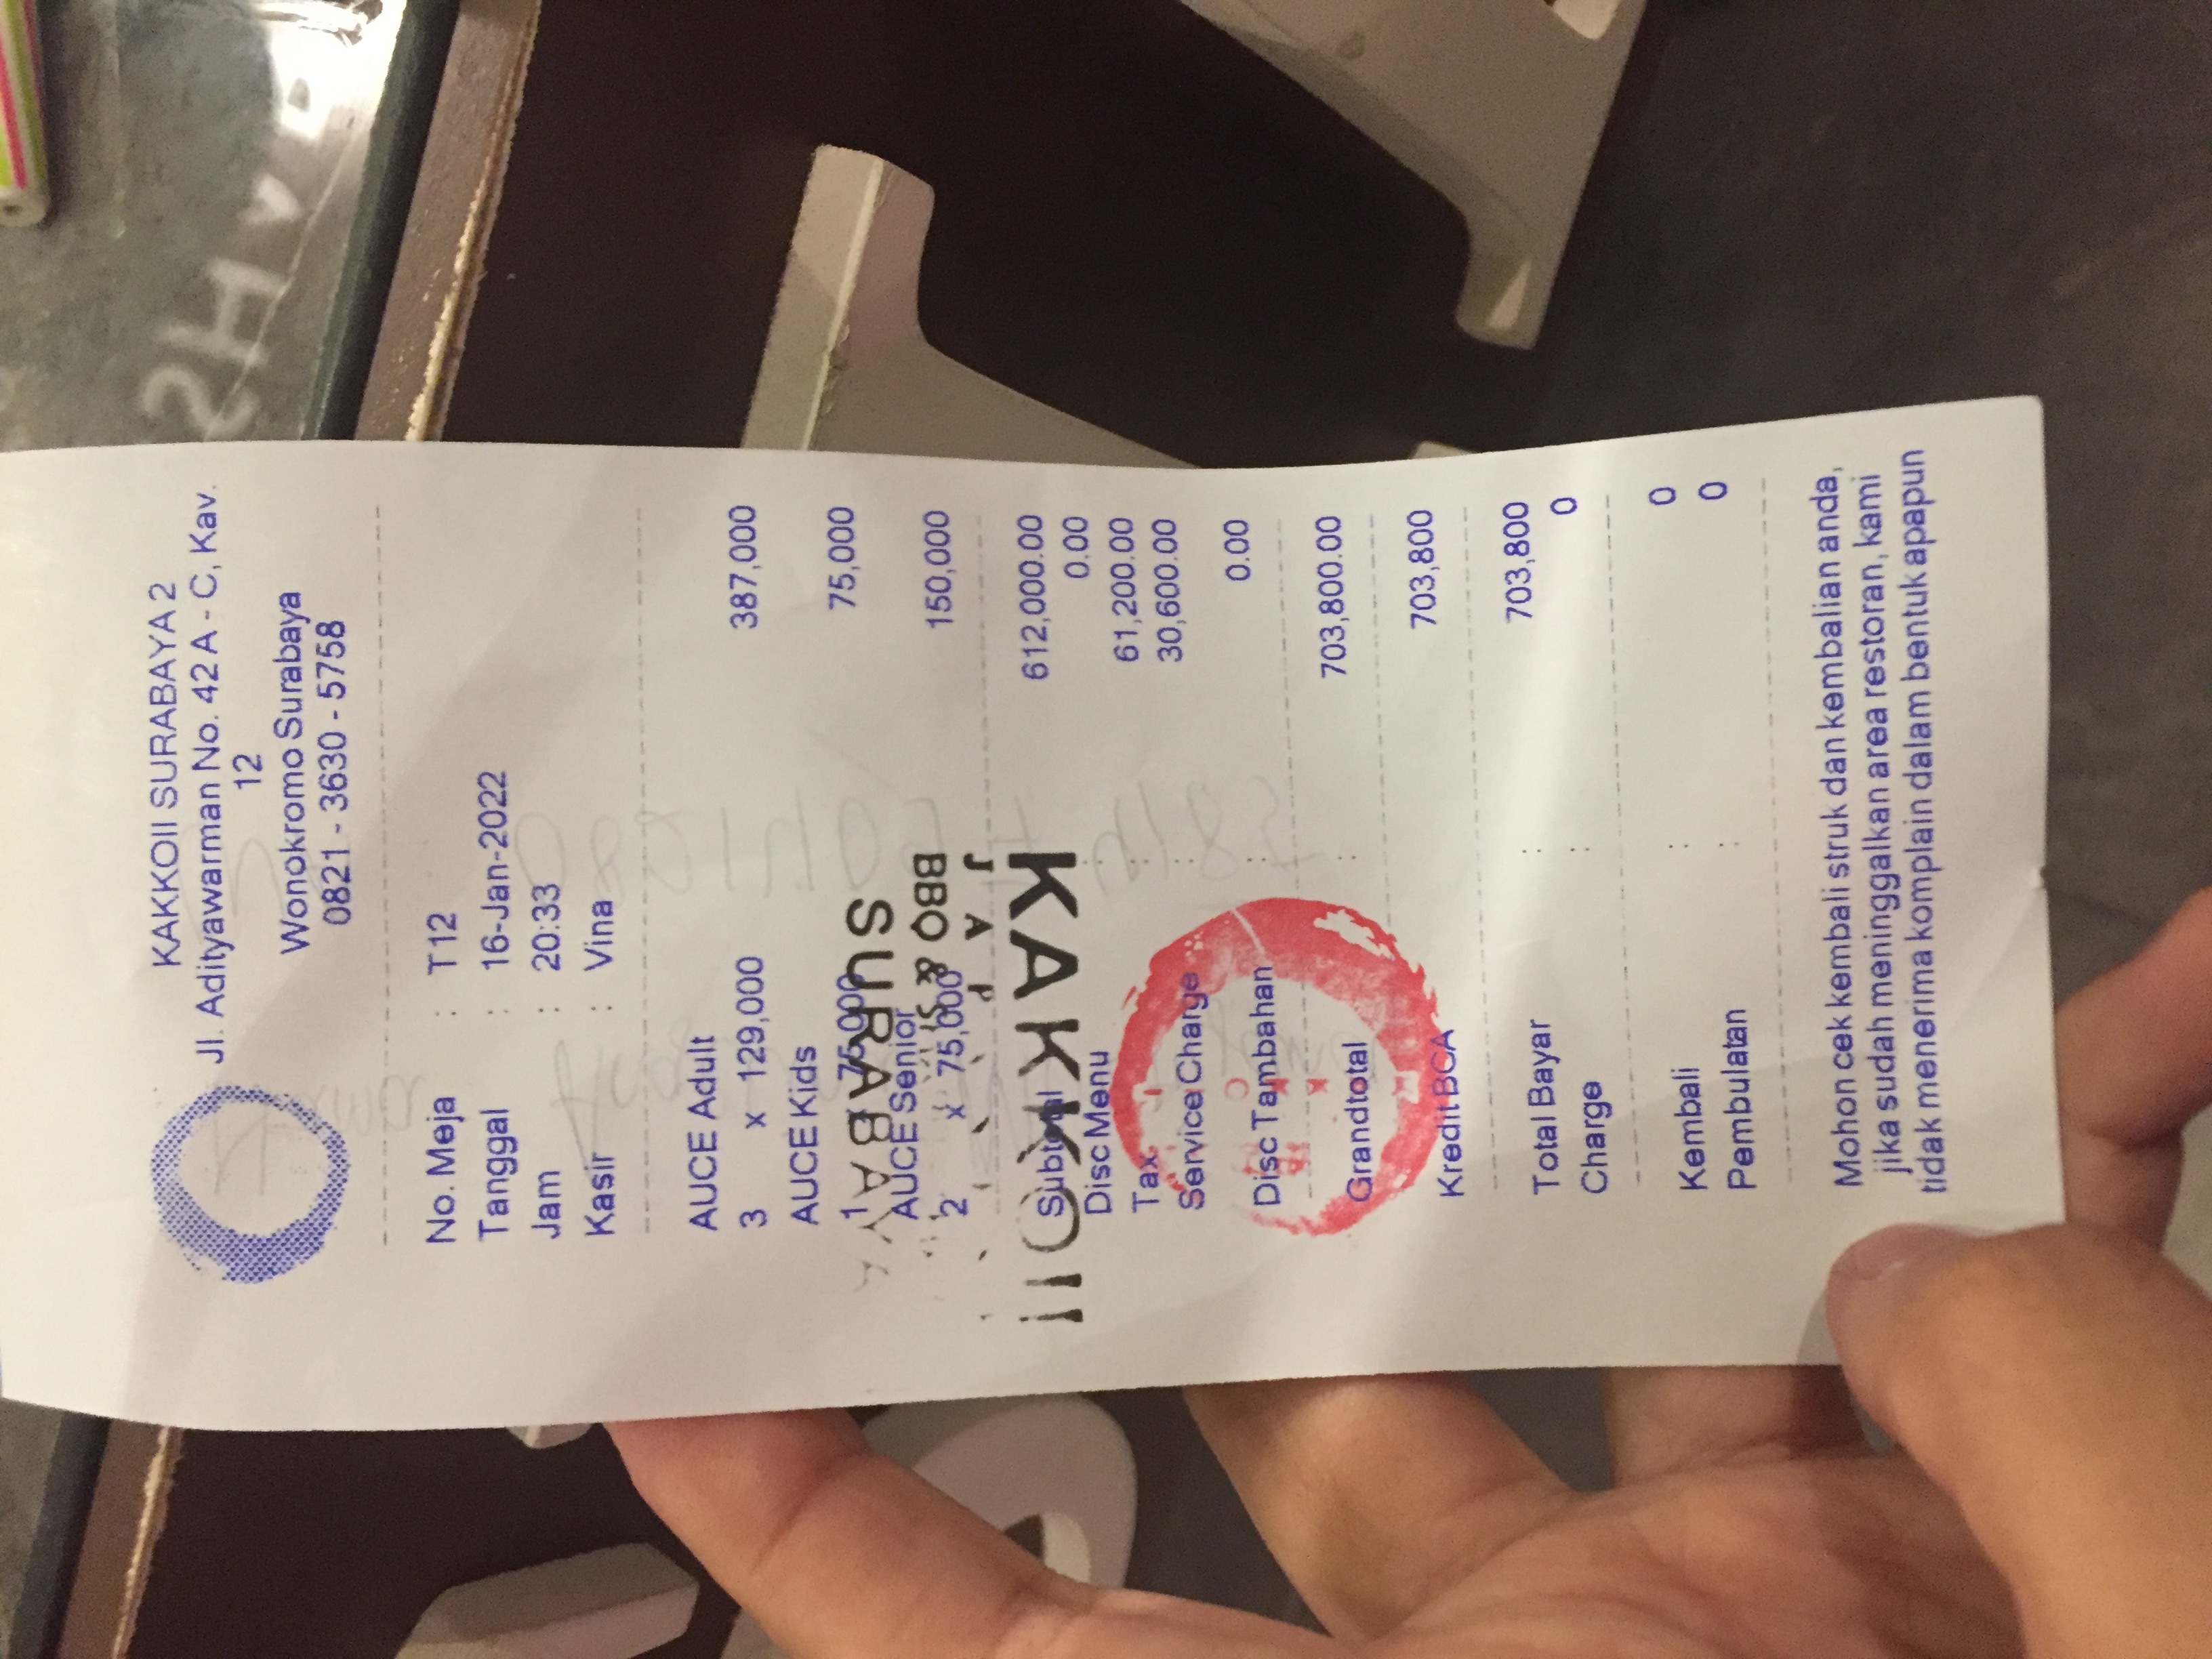 KAKKOII SURABAYA 2
Jl. Adityawarman No. 42 A - C, Kav.
12
Wonokromo Surabaya
0821 - 3630 - 5758
No. Meja : T12
Tanggal : 16-Jan-2022
Jam : 20:33
Kasir : Vina
AUCE Adult
3 x 129,000 387,000
AUCE Kids
1 75,000 75,000
AUCE Senior
2 x 75,000 150,000
Subtotal : 612,000.00
Disc Menu : 0.00
Tax : 61,200.00
Service Charge : 30,600.00
Disc Tambahan : 0.00
Grandtotal : 703,800.00
Kredit BCA 703,800
Total Bayar : 703,800
Charge : 0
Kembali : 0
Pembulatan : 0
Mohon cek kembali struk dan kembalian anda,
jika sudah meninggalkan area restoran, kami
tidak menerima komplain dalam bentuk apapun
KAKKOII
BBQ &
SURABAYA
2H